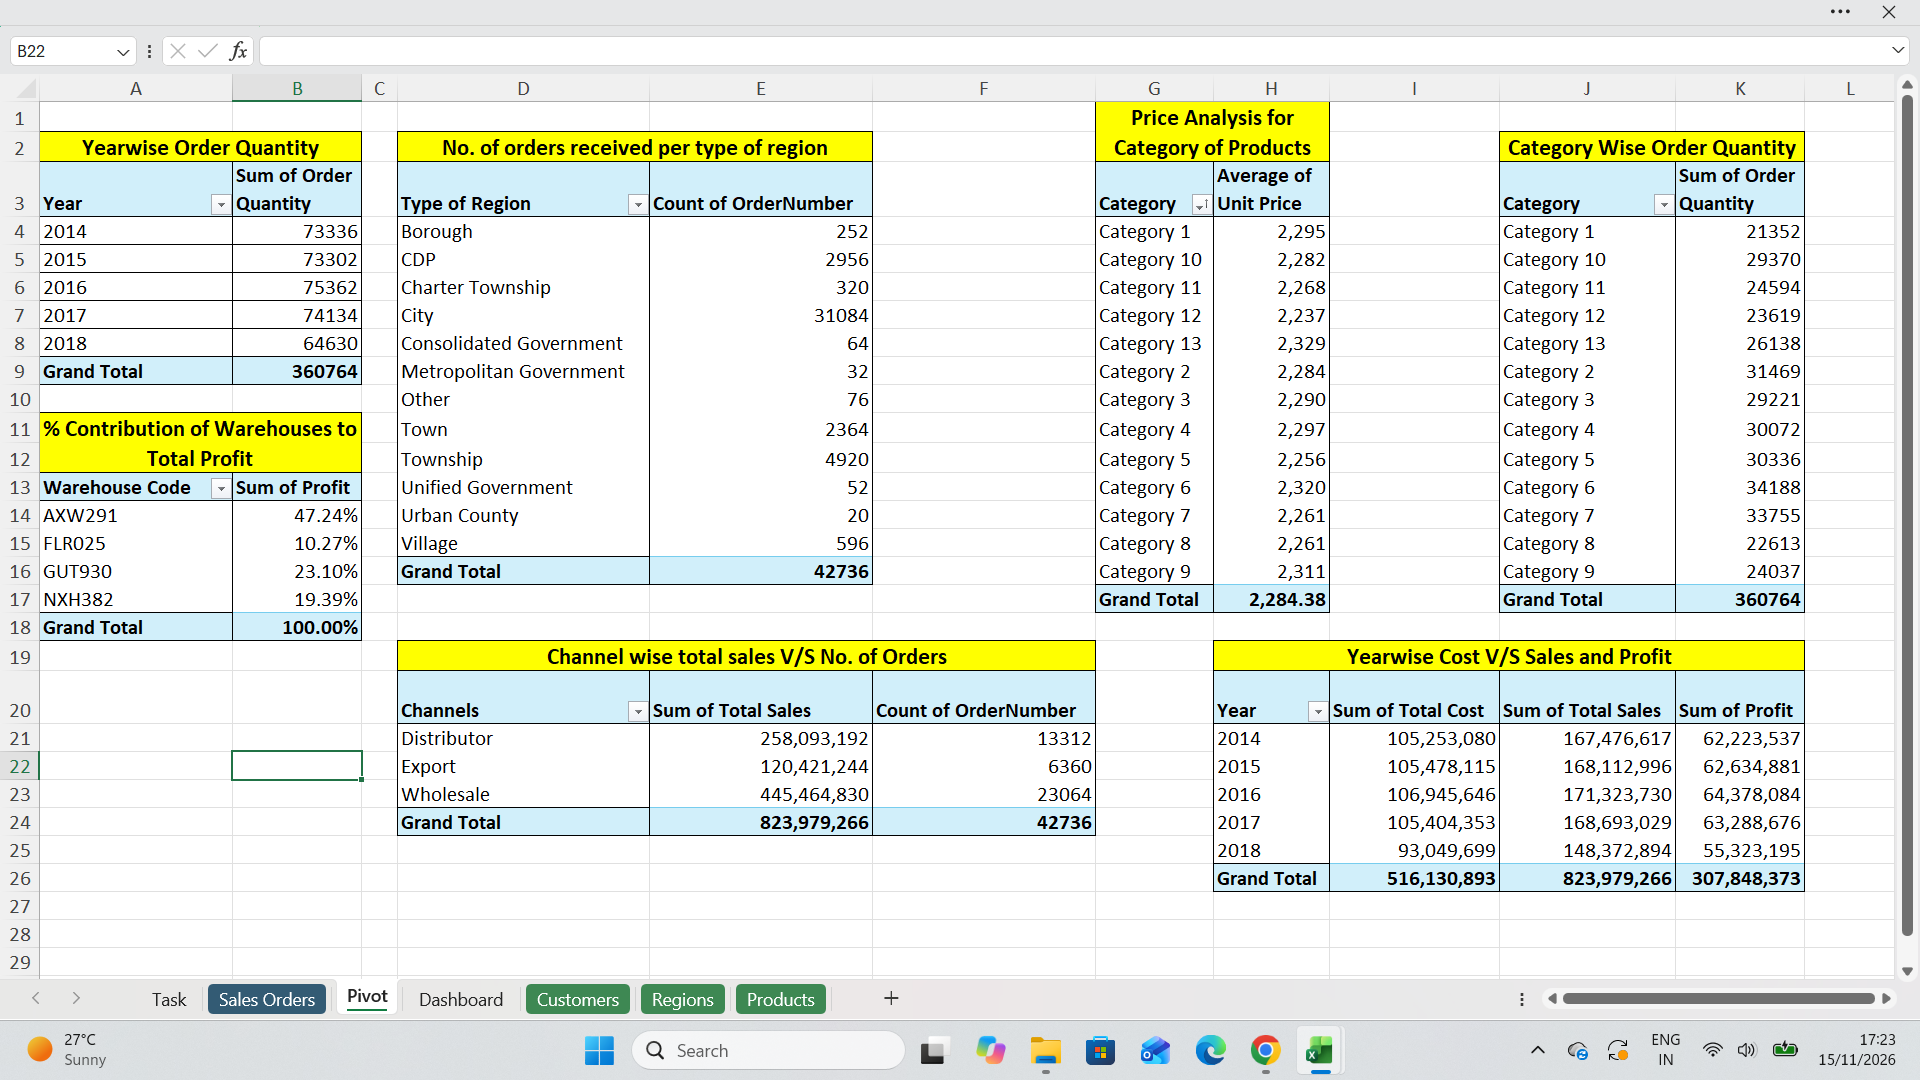 B22
fx
A B C D E F G H I J K L
1 Price Analysis for
2 Yearwise Order Quantity No. of orders received per type of region Category of Products Category Wise Order Quantity
Sum of Order Average of Sum of Order
3 Year Quantity Type of Region Count of OrderNumber Category Unit Price Category Quantity
4 2014 73336 Borough 252 Category 1 2,295 Category 1 21352
5 2015 73302 CDP 2956 Category 10 2,282 Category 10 29370
6 2016 75362 Charter Township 320 Category 11 2,268 Category 11 24594
7 2017 74134 City 31084 Category 12 2,237 Category 12 23619
8 2018 64630 Consolidated Government 64 Category 13 2,329 Category 13 26138
9 Grand Total 360764 Metropolitan Government 32 Category 2 2,284 Category 2 31469
10 Other 76 Category 3 2,290 Category 3 29221
11 % Contribution of Warehouses to Town 2364 Category 4 2,297 Category 4 30072
12 Total Profit Township 4920 Category 5 2,256 Category 5 30336
13 Warehouse Code Sum of Profit Unified Government 52 Category 6 2,320 Category 6 34188
14 AXW291 47.24% Urban County 20 Category 7 2,261 Category 7 33755
15 FLR025 10.27% Village 596 Category 8 2,261 Category 8 22613
16 GUT930 23.10% Grand Total 42736 Category 9 2,311 Category 9 24037
17 NXH382 19.39% Grand Total 2,284.38 Grand Total 360764
18 Grand Total 100.00%
19 Channel wise total sales V/S No. of Orders Yearwise Cost V/S Sales and Profit
20 Channels Sum of Total Sales Count of OrderNumber Year Sum of Total Cost Sum of Total Sales Sum of Profit
21 Distributor 258,093,192 13312 2014 105,253,080 167,476,617 62,223,537
22 Export 120,421,244 6360 2015 105,478,115 168,112,996 62,634,881
23 Wholesale 445,464,830 23064 2016 106,945,646 171,323,730 64,378,084
24 Grand Total 823,979,266 42736 2017 105,404,353 168,693,029 63,288,676
25 2018 93,049,699 148,372,894 55,323,195
26 Grand Total 516,130,893 823,979,266 307,848,373
27
28
29
Task Sales Orders Pivot Dashboard Customers Regions Products
27°C
Sunny
Search
ENG
IN
17:23
15/11/2026